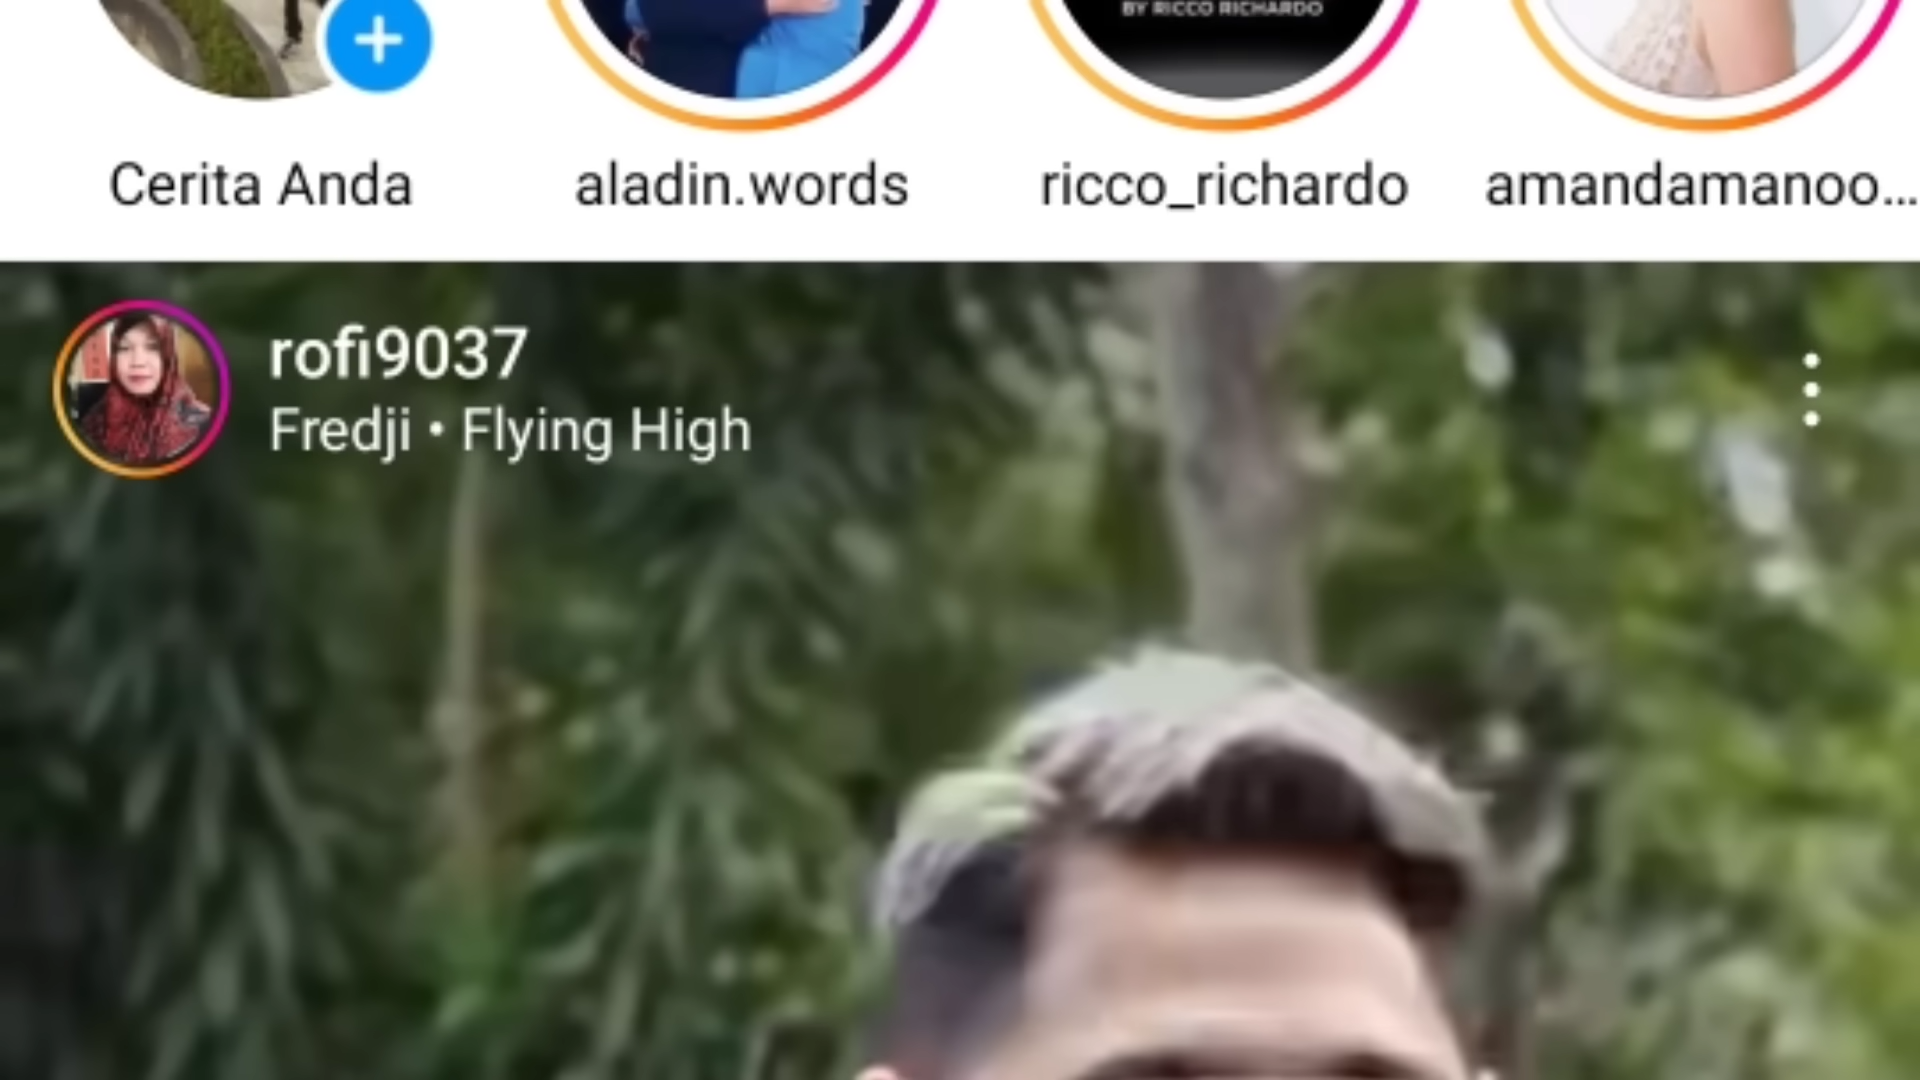 BY RICCO RICHARDO
Cerita Anda
aladin.words
ricco_richardo
amandamanoo...
rofi9037
Fredji • Flying High